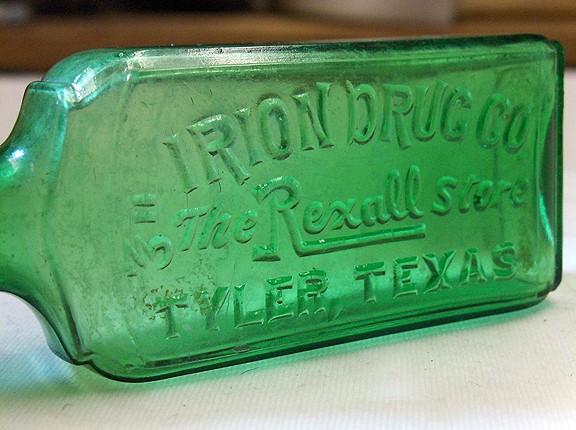 IRION DRUG CO
The Rexall Store
TYLER, TEXAS